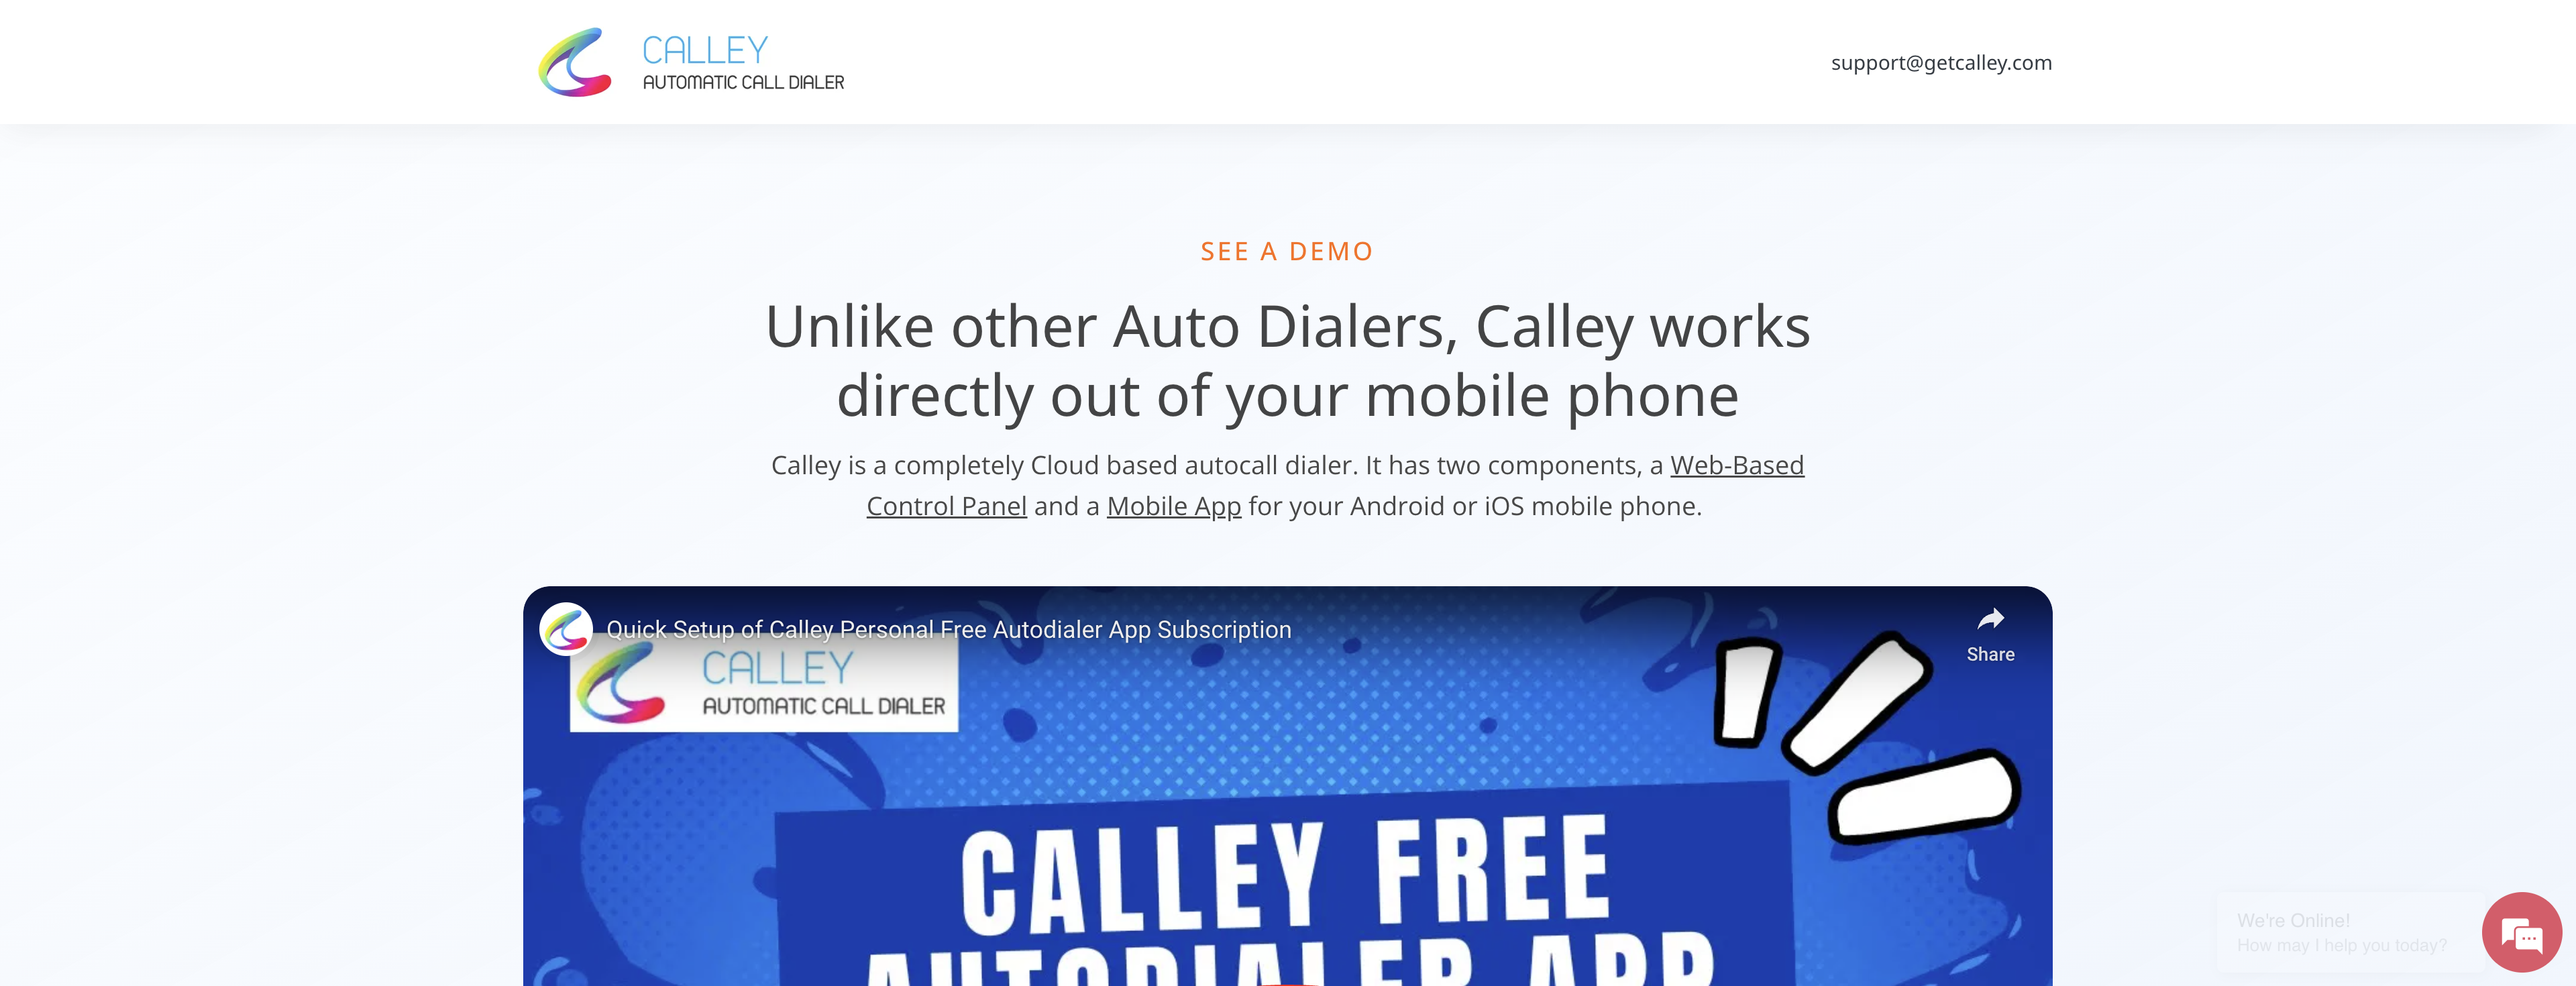 CALLEY
AUTOMATIC CALL DIALER
support@getcalley.com
SEE A DEMO
Unlike other Auto Dialers, Calley works
directly out of your mobile phone
Calley is a completely Cloud based autocall dialer. It has two components, a Web-Based
Control Panel and a Mobile App for your Android or iOS mobile phone.
Quick Setup of Calley Personal Free Autodialer App Subscription
Share
CALLEY
AUTOMATIC CALL DIALER
CALLEY FREE
AUTODIALER APP
We're Online!
How may I help you today?